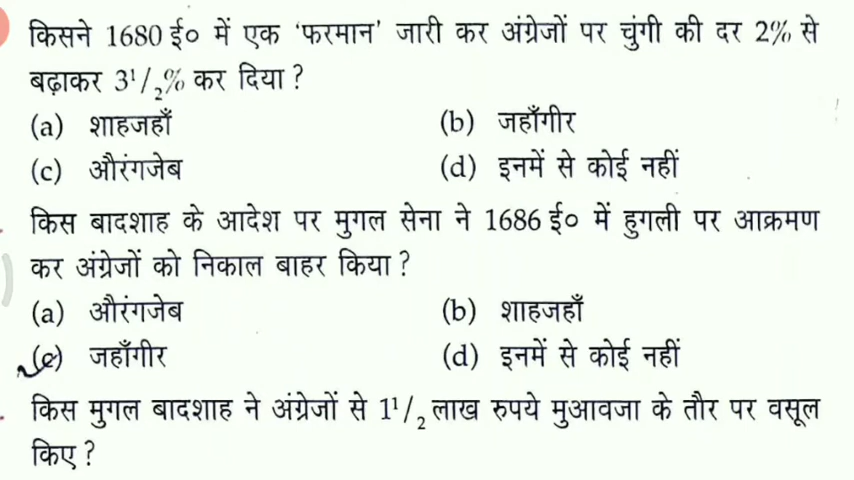 किसने 1680 ई० में एक ‘फरमान’ जारी कर अंग्रेजों पर चुंगी की दर 2% से
बढ़ाकर 3¹/₂% कर दिया ?
(a) शाहजहाँ (b) जहाँगीर
(c) औरंगजेब (d) इनमें से कोई नहीं
किस बादशाह के आदेश पर मुगल सेना ने 1686 ई० में हुगली पर आक्रमण
कर अंग्रेजों को निकाल बाहर किया ?
(a) औरंगजेब (b) शाहजहाँ
(c) जहाँगीर (d) इनमें से कोई नहीं
किस मुगल बादशाह ने अंग्रेजों से 1¹/₂ लाख रुपये मुआवजा के तौर पर वसूल
किए ?